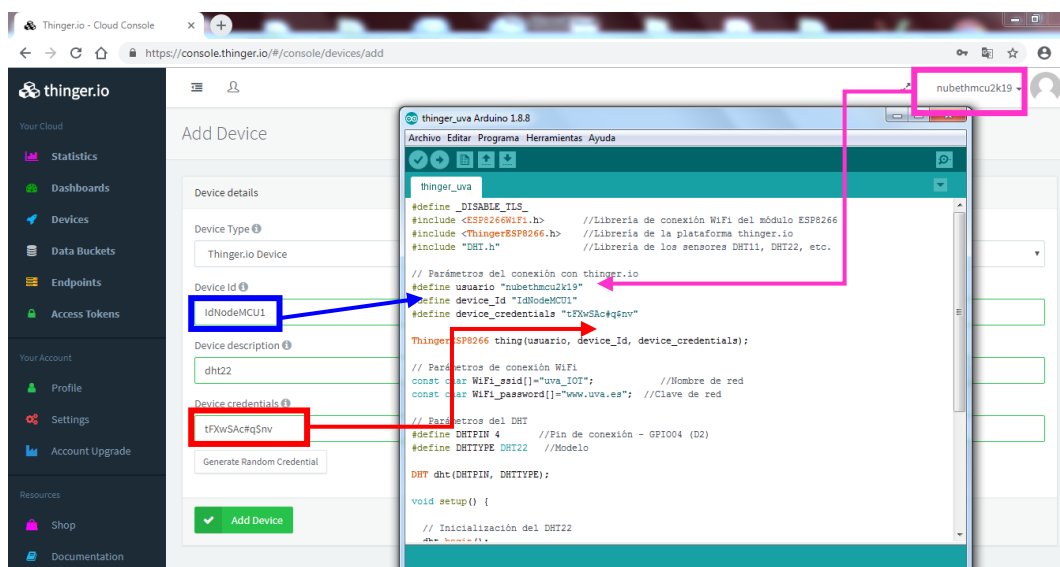 Thinger.io - Cloud Console
https://console.thinger.io/#/console/devices/add
thinger.io
nubethmcu2k19
Your Cloud
Statistics
Dashboards
Devices
Data Buckets
Endpoints
Access Tokens
Your Account
Profile
Settings
Account Upgrade
Resources
Shop
Documentation
Add Device
Device details
Device Type
Thinger.io Device
Device Id
IdNodeMCU1
Device description
dht22
Device credentials
tFXwSAc#q$nv
Generate Random Credential
Add Device
thinger_uva Arduino 1.8.8
Archivo Editar Programa Herramientas Ayuda
thinger_uva
#define _DISABLE_TLS_
#include <ESP8266WiFi.h> //Librería de conexión WiFi del módulo ESP8266
#include <ThingerESP8266.h> //Librería de la plataforma thinger.io
#include "DHT.h" //Librería de los sensores DHT11, DHT22, etc.
// Parámetros del conexión con thinger.io
#define usuario "nubethmcu2k19"
#define device_Id "IdNodeMCU1"
#define device_credentials "tFXwSAc#q$nv"
ThingerESP8266 thing(usuario, device_Id, device_credentials);
// Parámetros de conexión WiFi
const char WiFi_ssid[]="uva_IOT"; //Nombre de red
const char WiFi_password[]="www.uva.es"; //Clave de red
// Parámetros del DHT
#define DHTPIN 4 //Pin de conexión - GPIO04 (D2)
#define DHTTYPE DHT22 //Modelo
DHT dht(DHTPIN, DHTTYPE);
void setup() {
// Inicialización del DHT22
dht.begin();